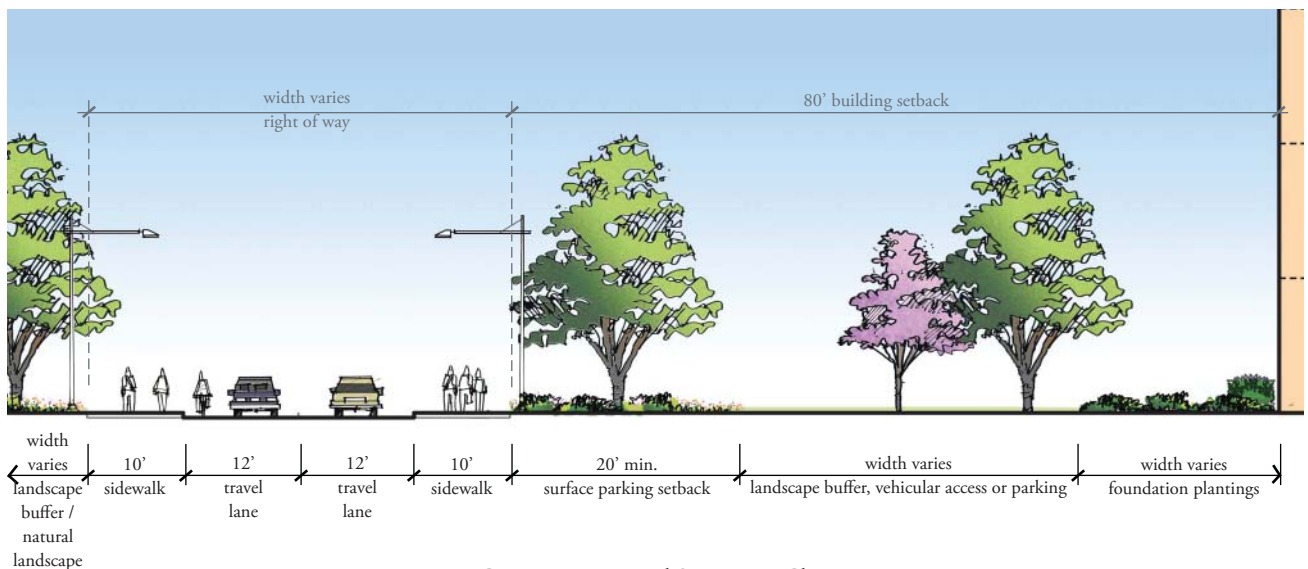 width varies
right of way
80’ building setback
width
varies
landscape
buffer /
natural
landscape
10’
sidewalk
12’
travel
lane
12’
travel
lane
10’
sidewalk
20’ min.
surface parking setback
width varies
landscape buffer, vehicular access or parking
width varies
foundation plantings